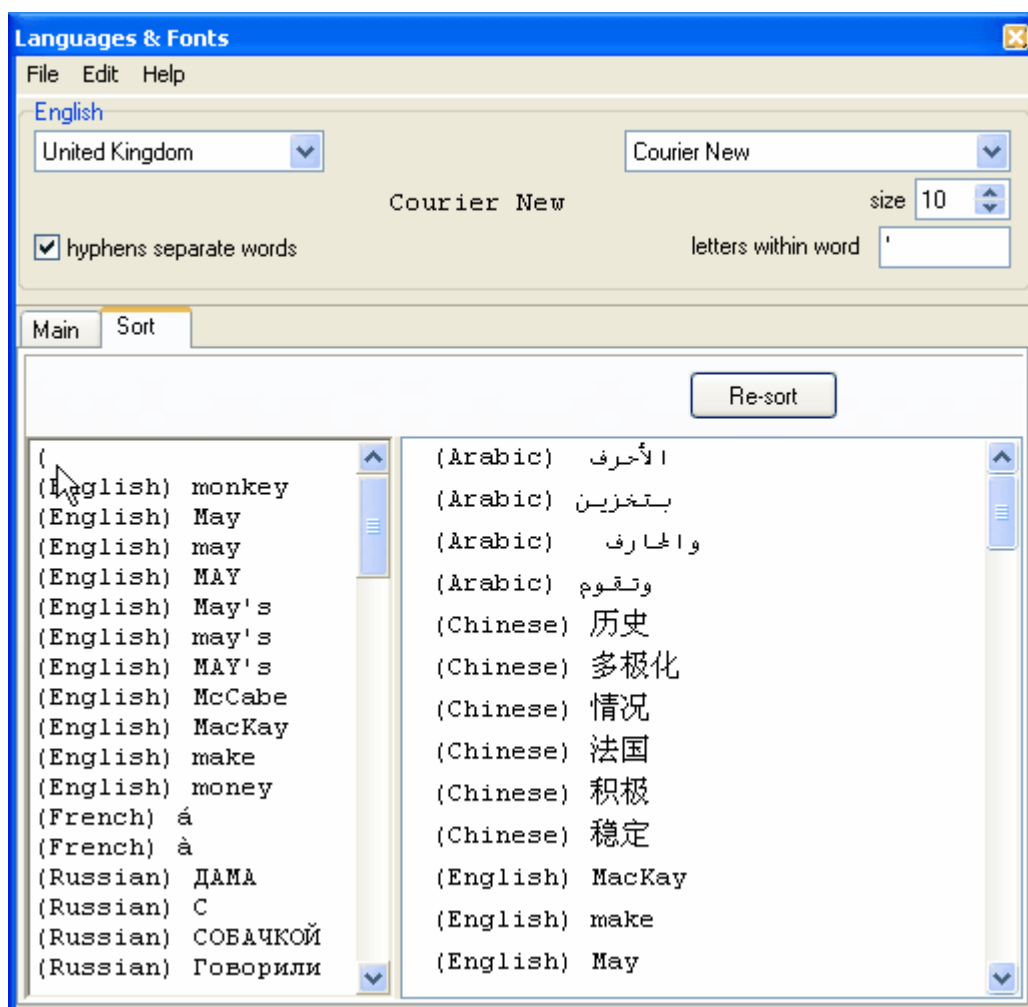 Languages & Fonts
File Edit Help
English
United Kingdom
Courier New
Courier New
size 10
hyphens separate words
letters within word '
Main Sort
Re-sort
(
(English) monkey
(English) May
(English) may
(English) MAY
(English) May's
(English) may's
(English) MAY's
(English) McCabe
(English) MacKay
(English) make
(English) money
(French) á
(French) à
(Russian) ДАМА
(Russian) С
(Russian) СОБАЧКОЙ
(Russian) Говорили
(Arabic) الأحرف
(Arabic) بتخزين
(Arabic) والحارف
(Arabic) وتقوم
(Chinese) 历史
(Chinese) 多极化
(Chinese) 情况
(Chinese) 法国
(Chinese) 积极
(Chinese) 稳定
(English) MacKay
(English) make
(English) May